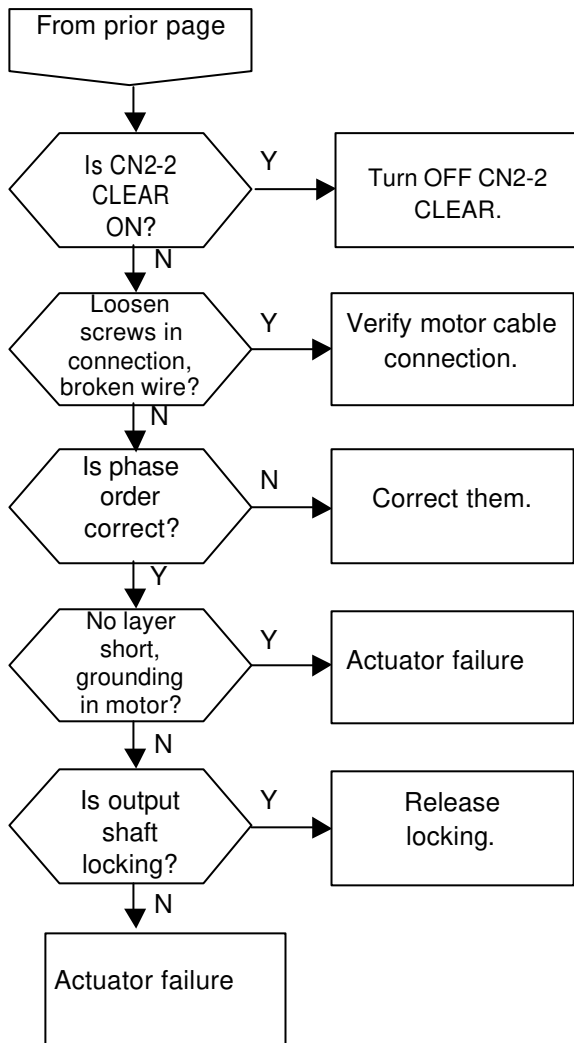 From prior page
Is CN2-2
CLEAR
ON?
Y
Turn OFF CN2-2
CLEAR.
N
Loosen
screws in
connection,
broken wire?
Y
Verify motor cable
connection.
N
Is phase
order
correct?
N
Correct them.
Y
No layer
short,
grounding
in motor?
Y
Actuator failure
N
Is output
shaft
locking?
Y
Release
locking.
N
Actuator failure